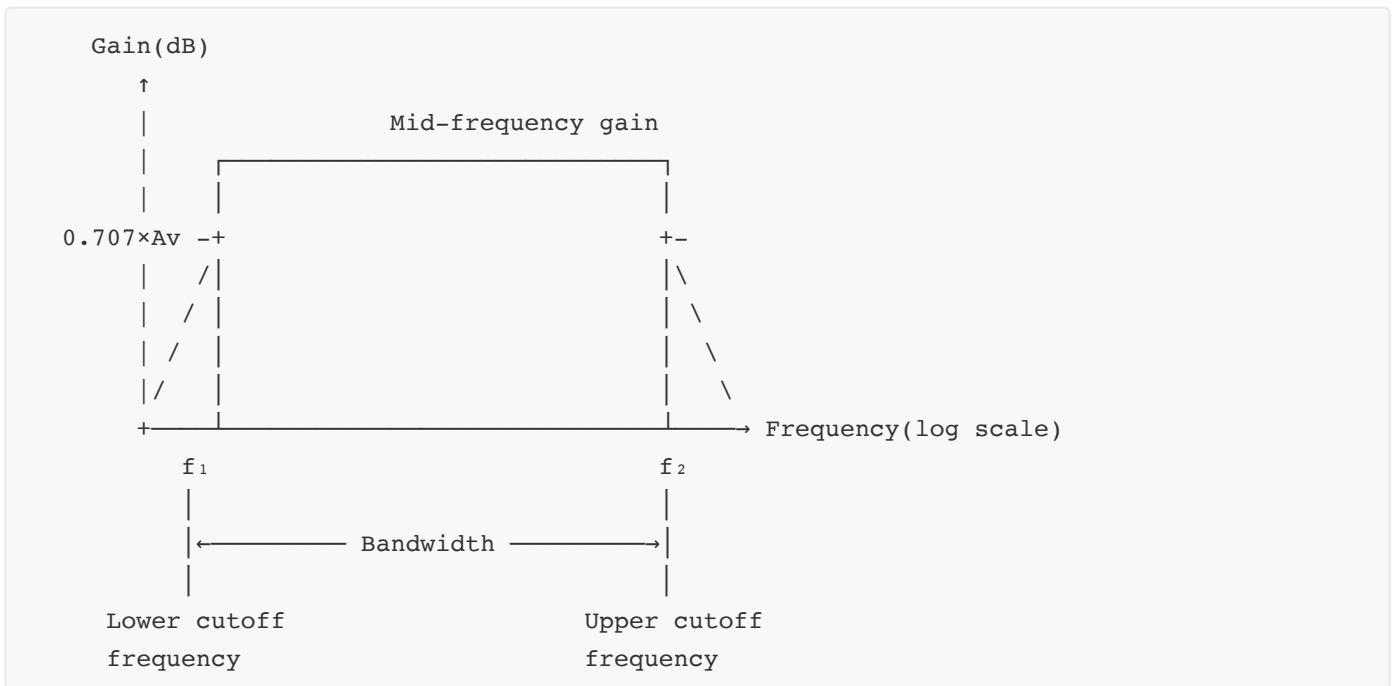 Gain(dB)
Mid-frequency gain
0.707×Av
Frequency(log scale)
f₁ f₂
Bandwidth
Lower cutoff Upper cutoff
frequency frequency